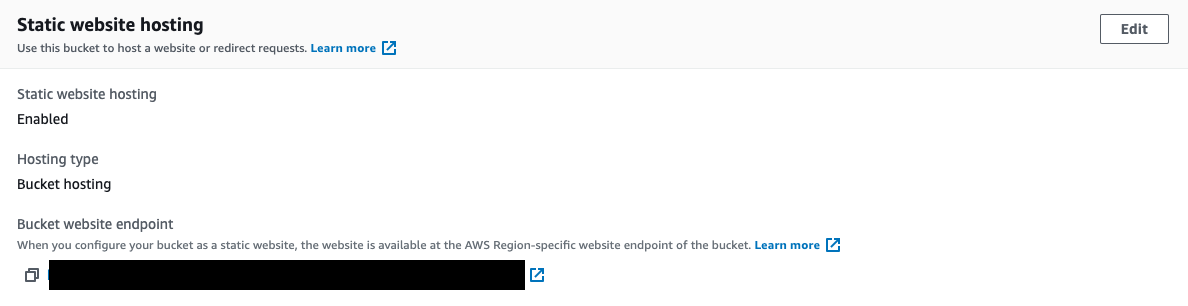 Static website hosting
Edit
Use this bucket to host a website or redirect requests. Learn more
Static website hosting
Enabled
Hosting type
Bucket hosting
Bucket website endpoint
When you configure your bucket as a static website, the website is available at the AWS Region-specific website endpoint of the bucket. Learn more